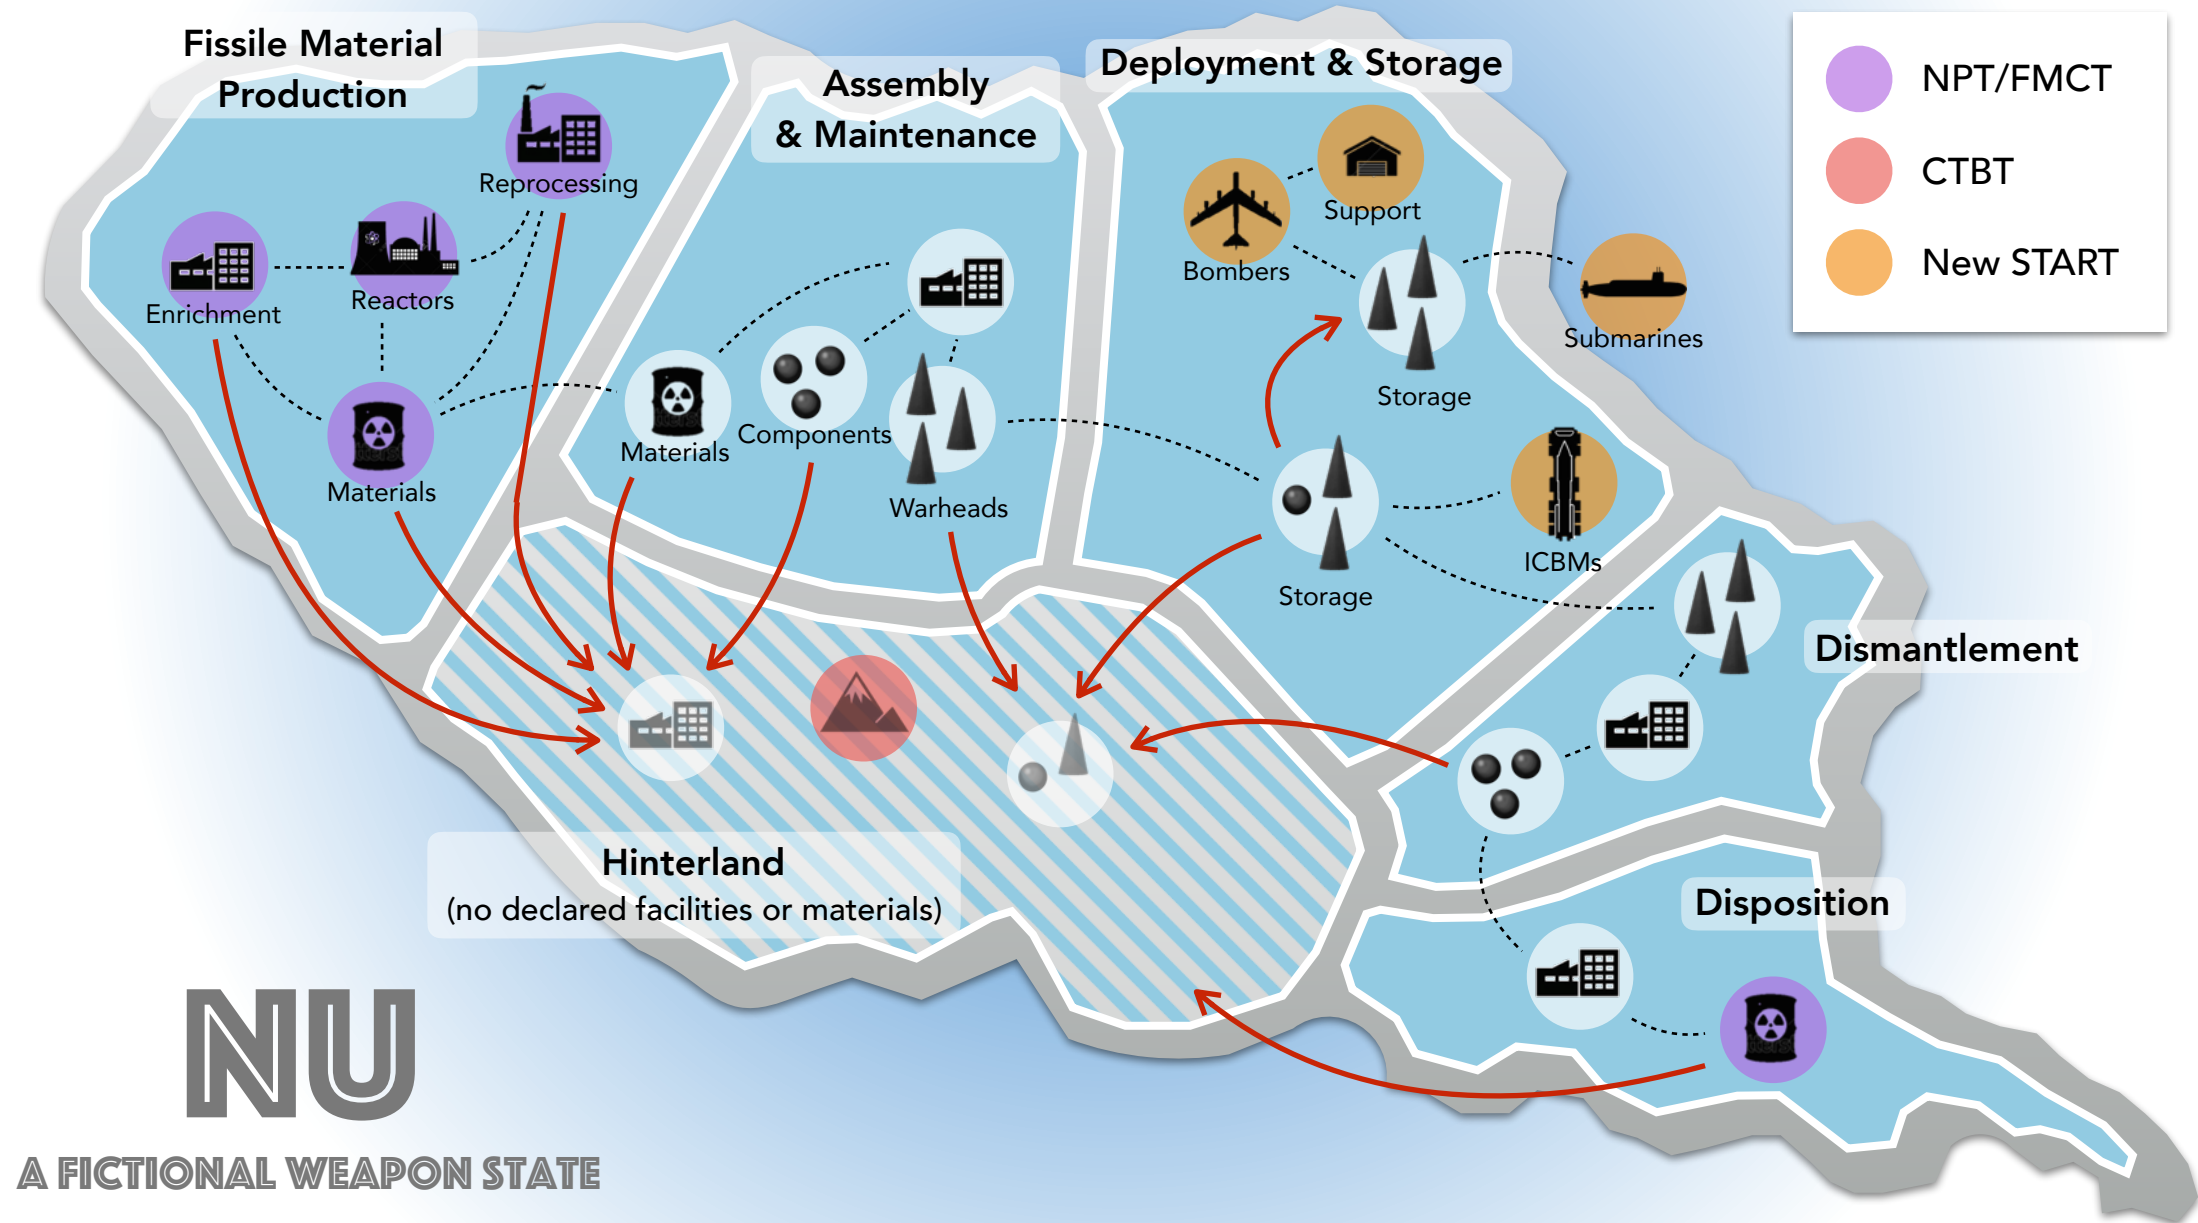 Fissile Material
Production
Assembly
& Maintenance
Deployment & Storage
NPT/FMCT
CTBT
New START
Reprocessing
Enrichment
Reactors
Materials
Materials
Components
Warheads
Bombers
Support
Submarines
Storage
ICBMs
Storage
Dismantlement
Hinterland
(no declared facilities or materials)
Disposition
NU
A FICTIONAL WEAPON STATE